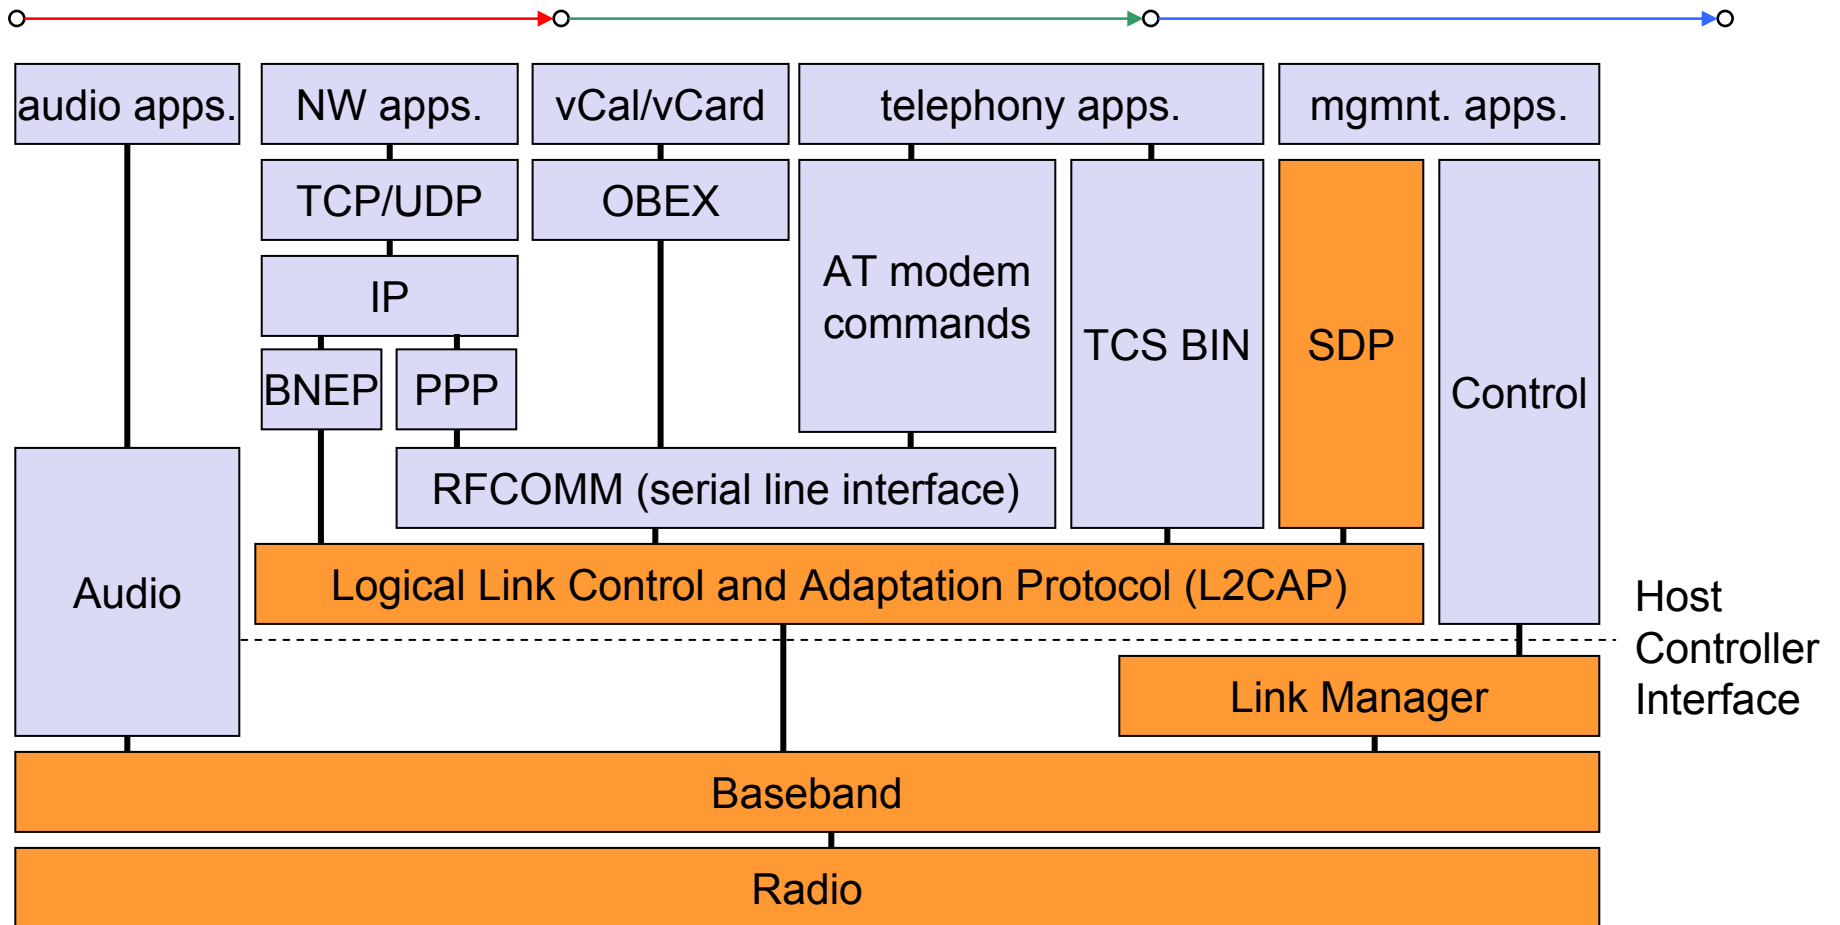 audio apps.
NW apps.
vCal/vCard
telephony apps.
mgmnt. apps.
TCP/UDP
OBEX
AT modem
commands
TCS BIN
SDP
Control
IP
BNEP
PPP
RFCOMM (serial line interface)
Audio
Logical Link Control and Adaptation Protocol (L2CAP)
Host
Controller
Interface
Link Manager
Baseband
Radio